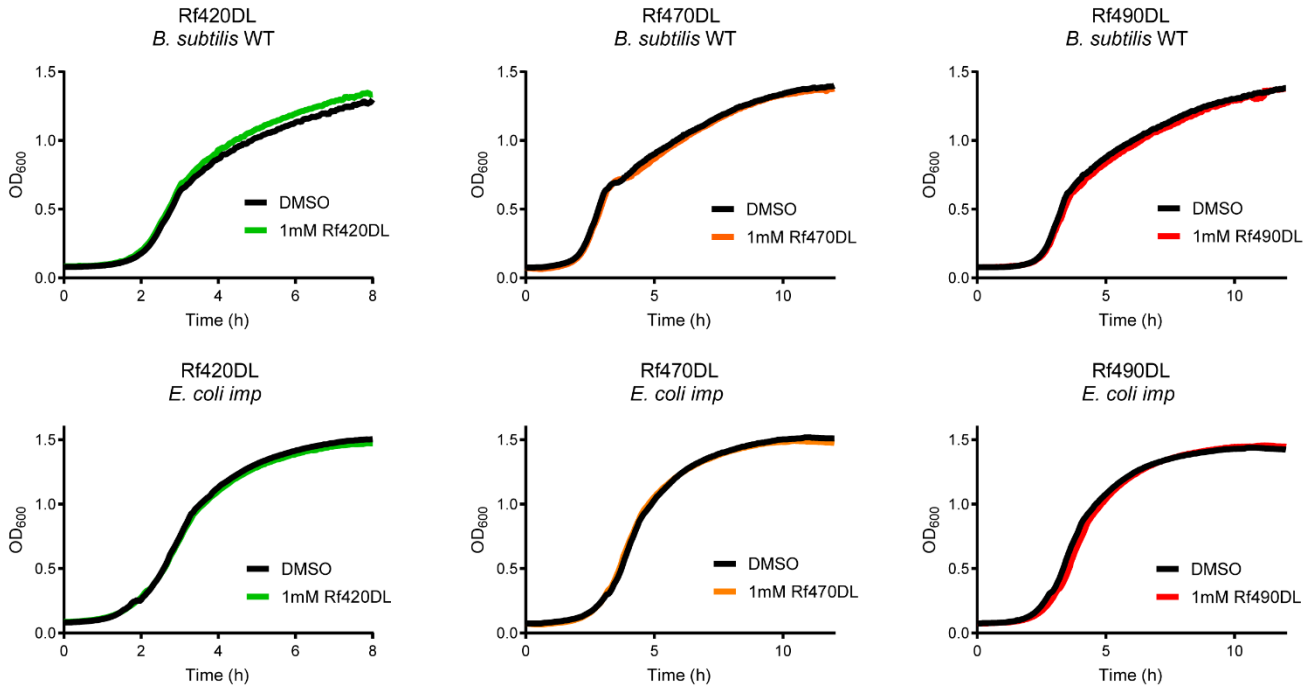 Rf420DL
B. subtilis WT
1.5
1.0
0.5
0.0
OD600
DMSO
1mM Rf420DL
0 2 4 6 8
Time (h)
Rf470DL
B. subtilis WT
1.5
1.0
0.5
0.0
OD600
DMSO
1mM Rf470DL
0 5 10
Time (h)
Rf490DL
B. subtilis WT
1.5
1.0
0.5
0.0
OD600
DMSO
1mM Rf490DL
0 5 10
Time (h)
Rf420DL
E. coli imp
1.5
1.0
0.5
0.0
OD600
DMSO
1mM Rf420DL
0 2 4 6 8
Time (h)
Rf470DL
E. coli imp
1.5
1.0
0.5
0.0
OD600
DMSO
1mM Rf470DL
0 5 10
Time (h)
Rf490DL
E. coli imp
1.5
1.0
0.5
0.0
OD600
DMSO
1mM Rf490DL
0 5 10
Time (h)